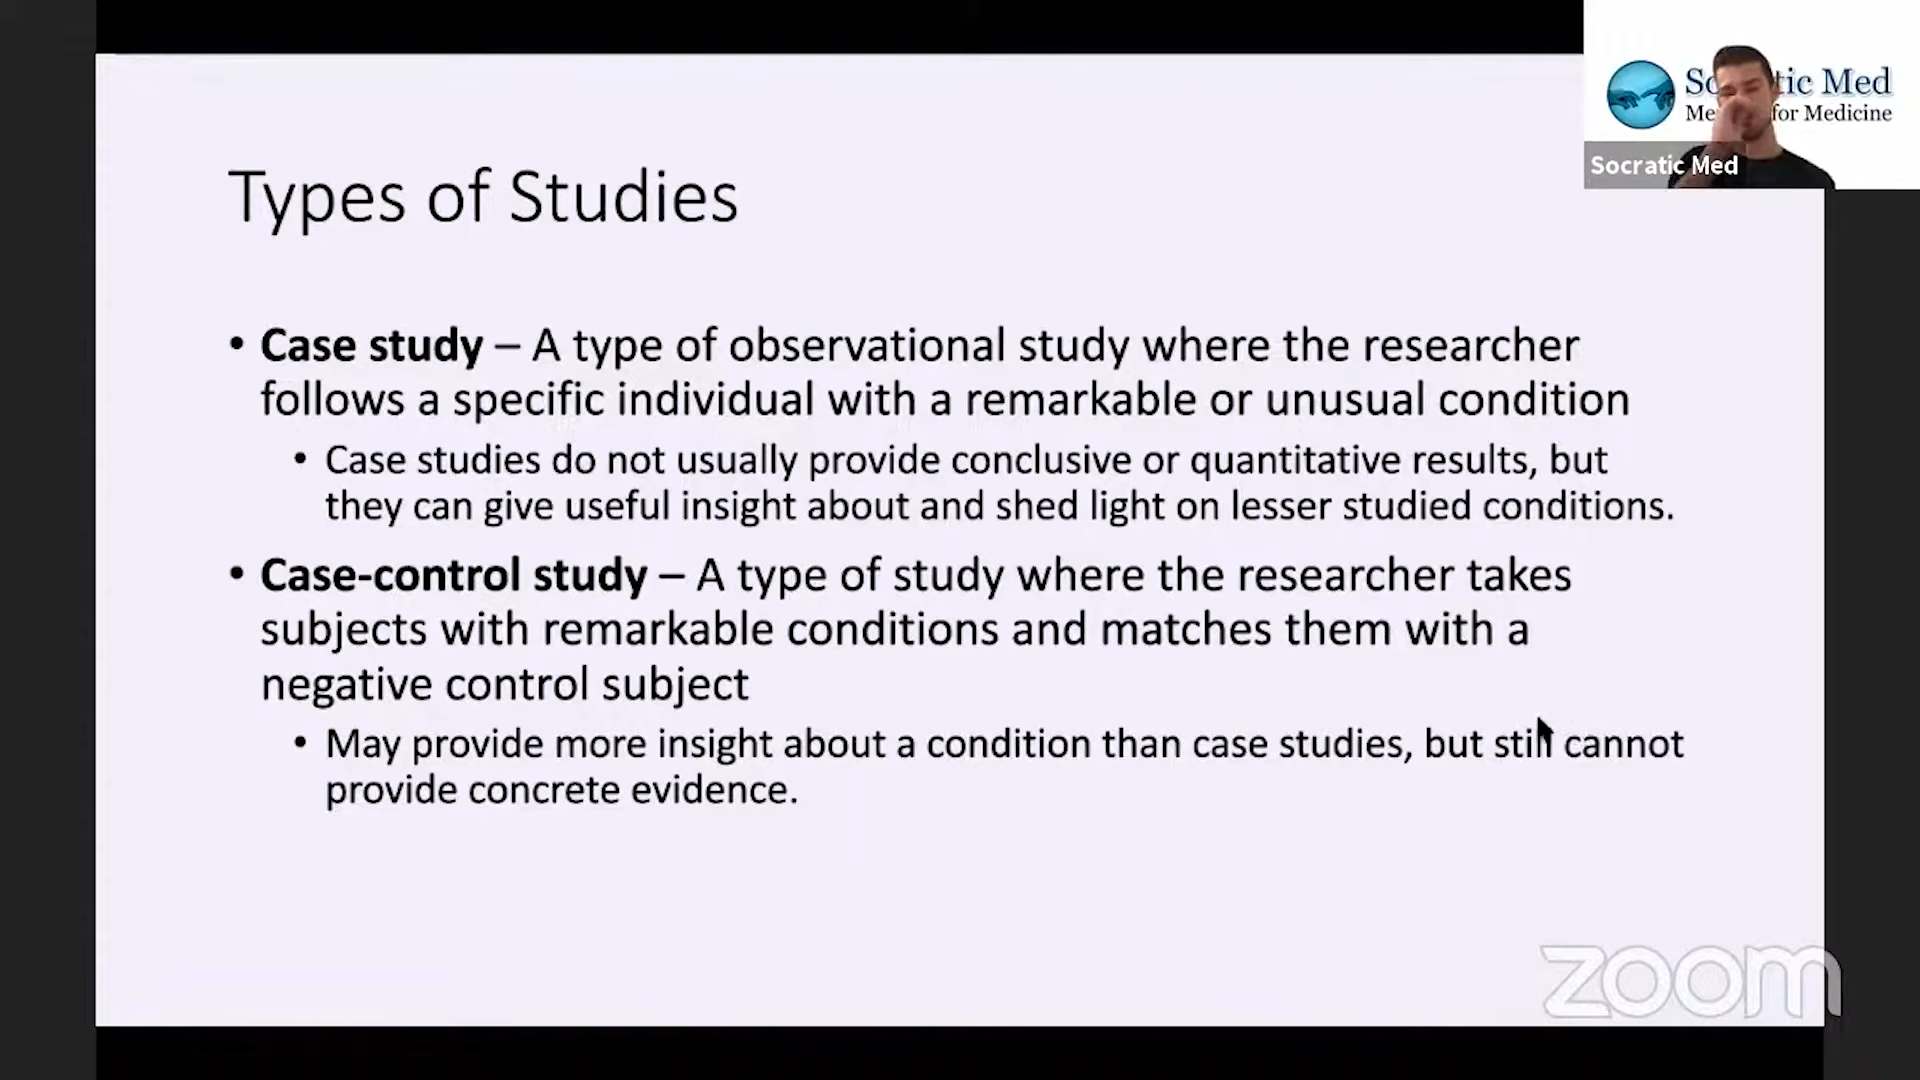 Socratic Med
Types of Studies
• Case study – A type of observational study where the researcher
follows a specific individual with a remarkable or unusual condition
• Case studies do not usually provide conclusive or quantitative results, but
they can give useful insight about and shed light on lesser studied conditions.
• Case-control study – A type of study where the researcher takes
subjects with remarkable conditions and matches them with a
negative control subject
• May provide more insight about a condition than case studies, but still cannot
provide concrete evidence.
tic Med
for Medicine
zoom